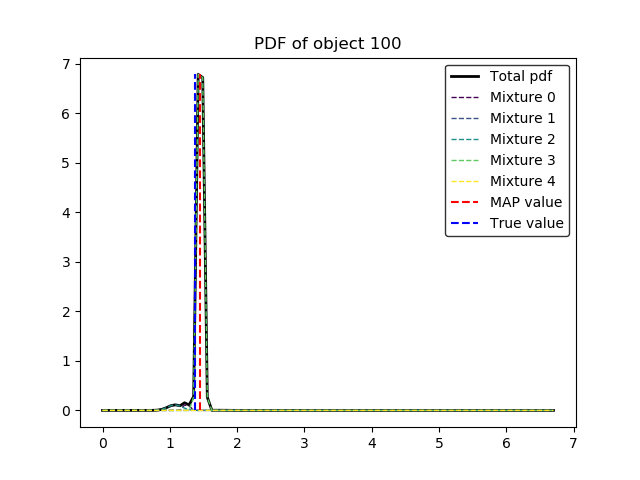 PDF of object 100
7
6
5
4
3
2
1
0
0 1 2 3 4 5 6 7
Total pdf
Mixture 0
Mixture 1
Mixture 2
Mixture 3
Mixture 4
MAP value
True value